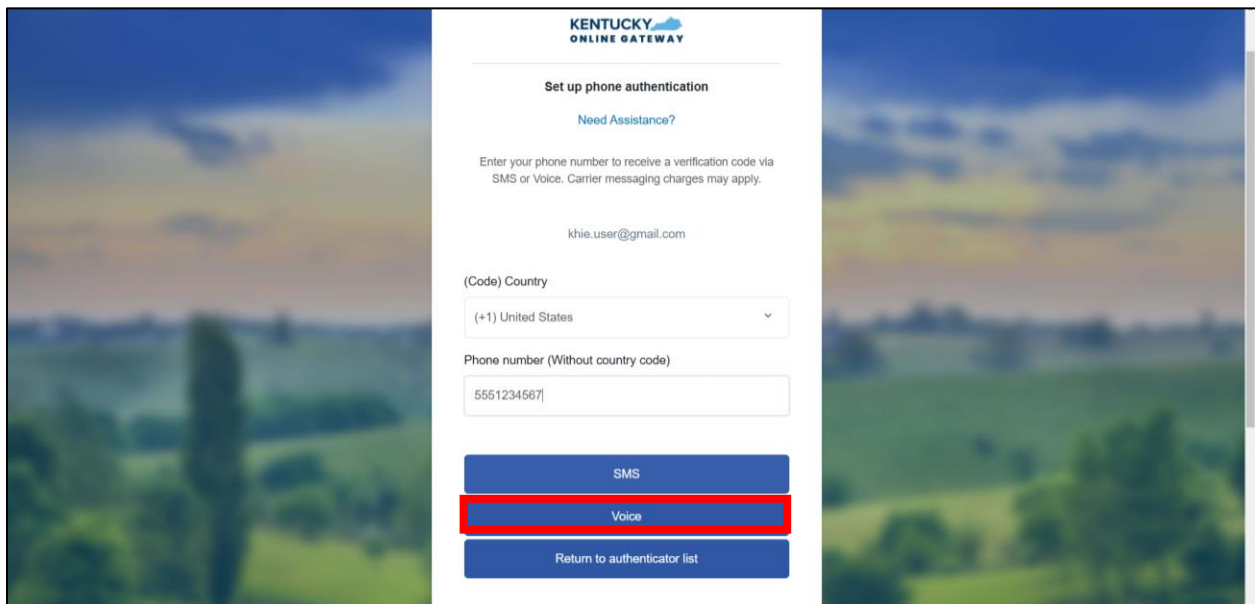 KENTUCKY
ONLINE GATEWAY
Set up phone authentication
Need Assistance?
Enter your phone number to receive a verification code via
SMS or Voice. Carrier messaging charges may apply.
khie.user@gmail.com
(Code) Country
(+1) United States
Phone number (Without country code)
5551234567
SMS
Voice
Return to authenticator list